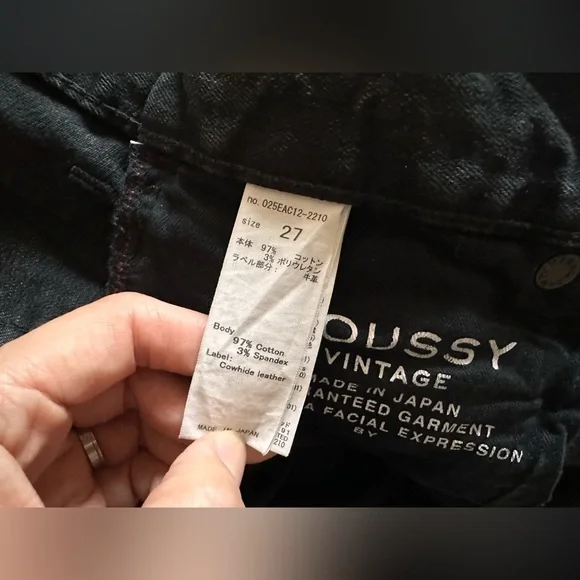 no. 025EAC12-2210
size 27
本体 97% コットン
3% ポリウレタン
ラベル部分: 牛革
Body
97% Cotton
3% Spandex
Label:
Cowhide leather
MADE IN JAPAN
OUSSY
VINTAGE
MADE IN JAPAN
ANTEED GARMENT
A FACIAL EXPRESSION
BY